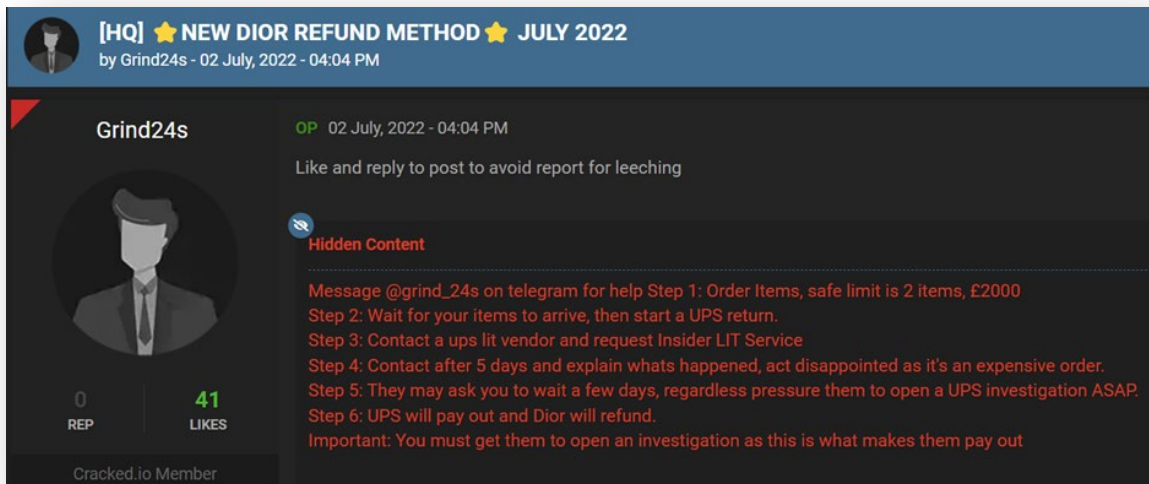 [HQ] ⭐NEW DIOR REFUND METHOD⭐ JULY 2022
by Grind24s - 02 July, 2022 - 04:04 PM
Grind24s
OP 02 July, 2022 - 04:04 PM
Like and reply to post to avoid report for leeching
Hidden Content
Message @grind_24s on telegram for help Step 1: Order Items, safe limit is 2 items, £2000
Step 2: Wait for your items to arrive, then start a UPS return.
Step 3: Contact a ups lit vendor and request Insider LIT Service
Step 4: Contact after 5 days and explain whats happened, act disappointed as it's an expensive order.
Step 5: They may ask you to wait a few days, regardless pressure them to open a UPS investigation ASAP.
Step 6: UPS will pay out and Dior will refund.
Important: You must get them to open an investigation as this is what makes them pay out
0 41
REP LIKES
Cracked.io Member